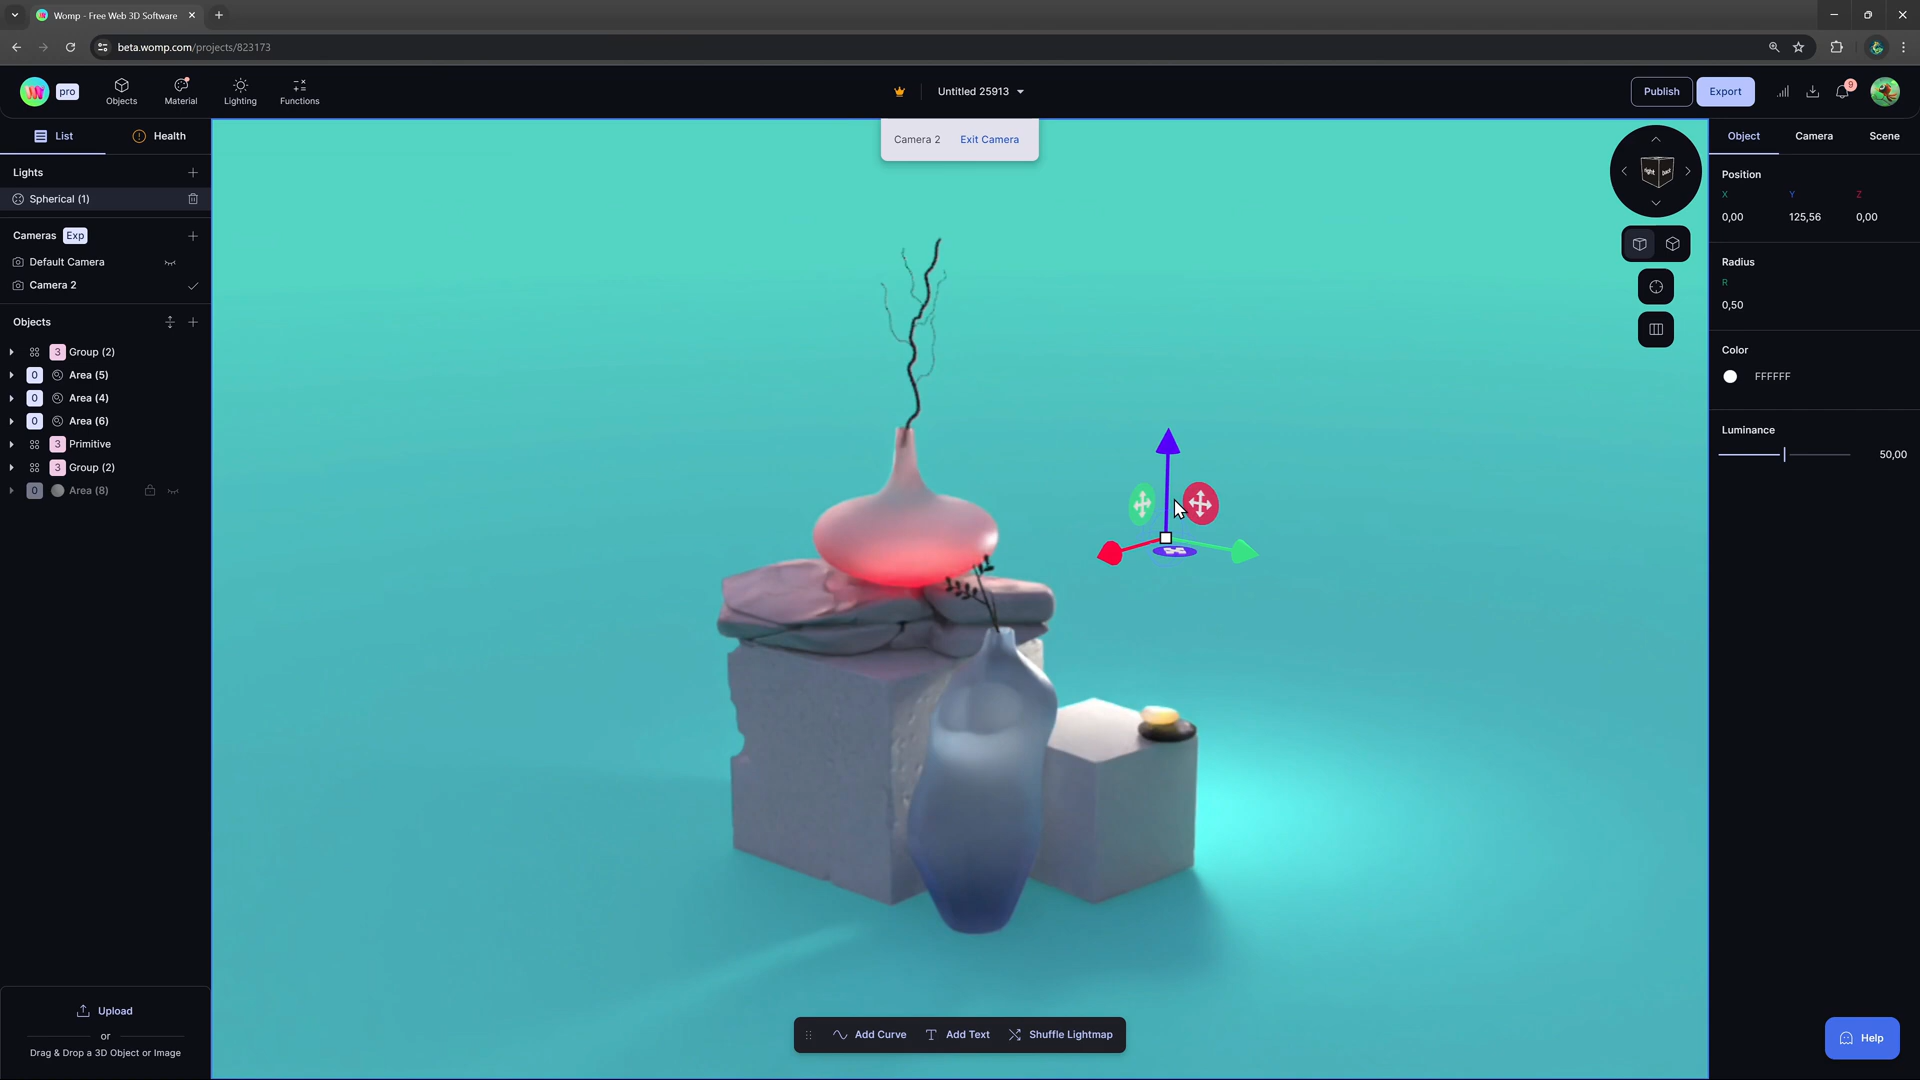 Womp - Free Web 3D Software
beta.womp.com/projects/823173
pro
Objects
Material
Lighting
Functions
Untitled 25913
Publish
Export
9
List
Health
Camera 2
Exit Camera
Object
Camera
Scene
Lights
Spherical (1)
Cameras
Exp
Default Camera
Camera 2
Objects
3 Group (2)
0 Area (5)
0 Area (4)
0 Area (6)
3 Primitive
3 Group (2)
0 Area (8)
right
back
Position
X Y Z
0,00 125,56 0,00
Radius
R
0,50
Color
FFFFFF
Luminance
50,00
Upload
or
Drag & Drop a 3D Object or Image
Add Curve
Add Text
Shuffle Lightmap
Help